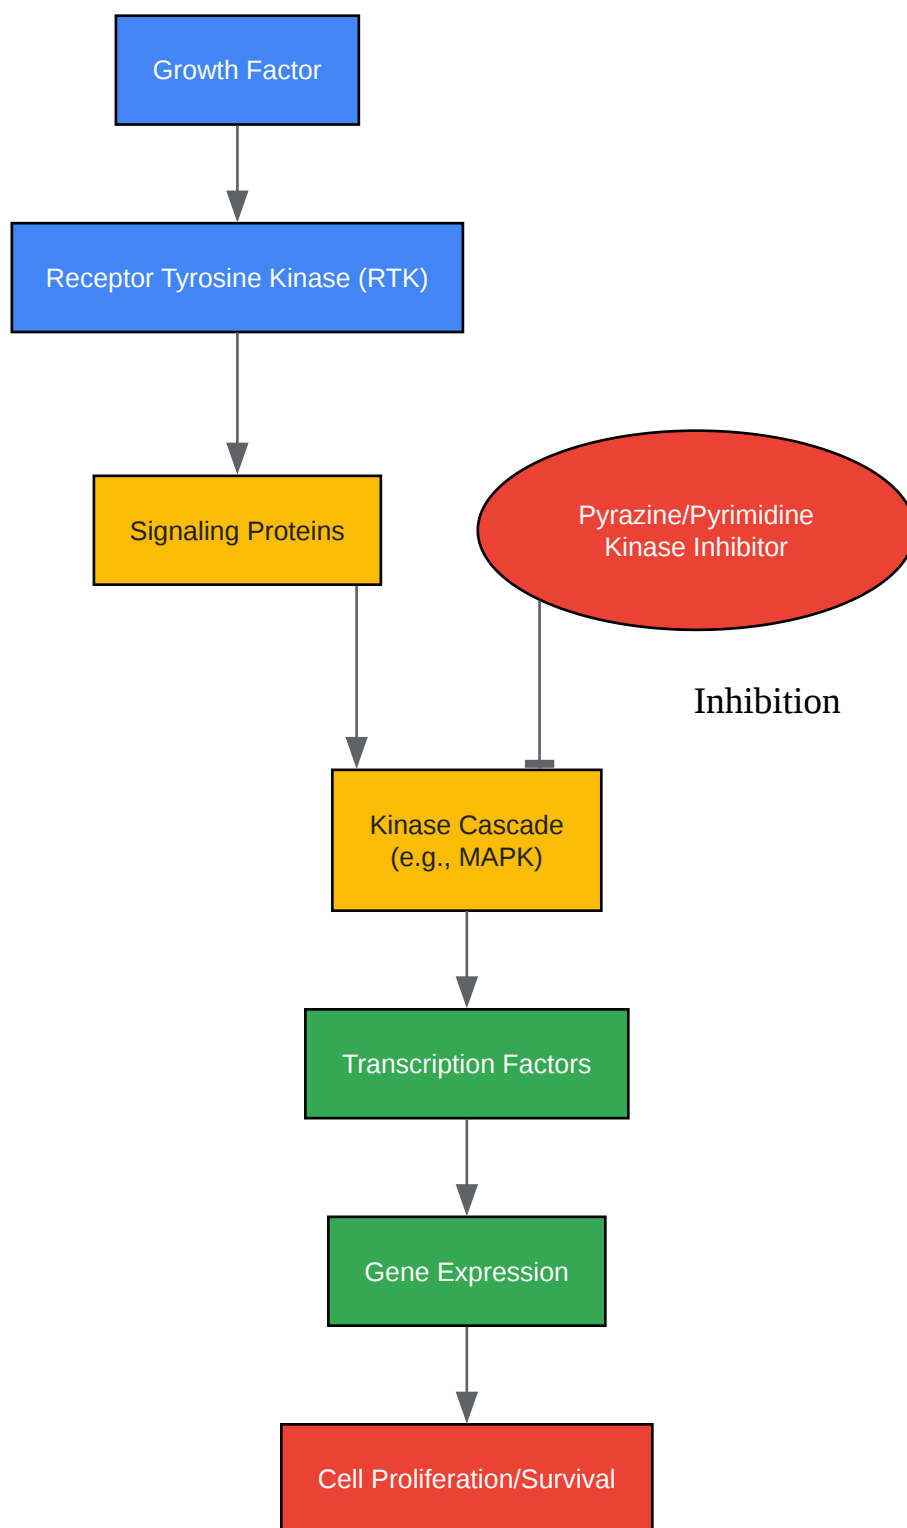 Growth Factor
Receptor Tyrosine Kinase (RTK)
Signaling Proteins
Pyrazine/Pyrimidine
Kinase Inhibitor
Inhibition
Kinase Cascade
(e.g., MAPK)
Transcription Factors
Gene Expression
Cell Proliferation/Survival